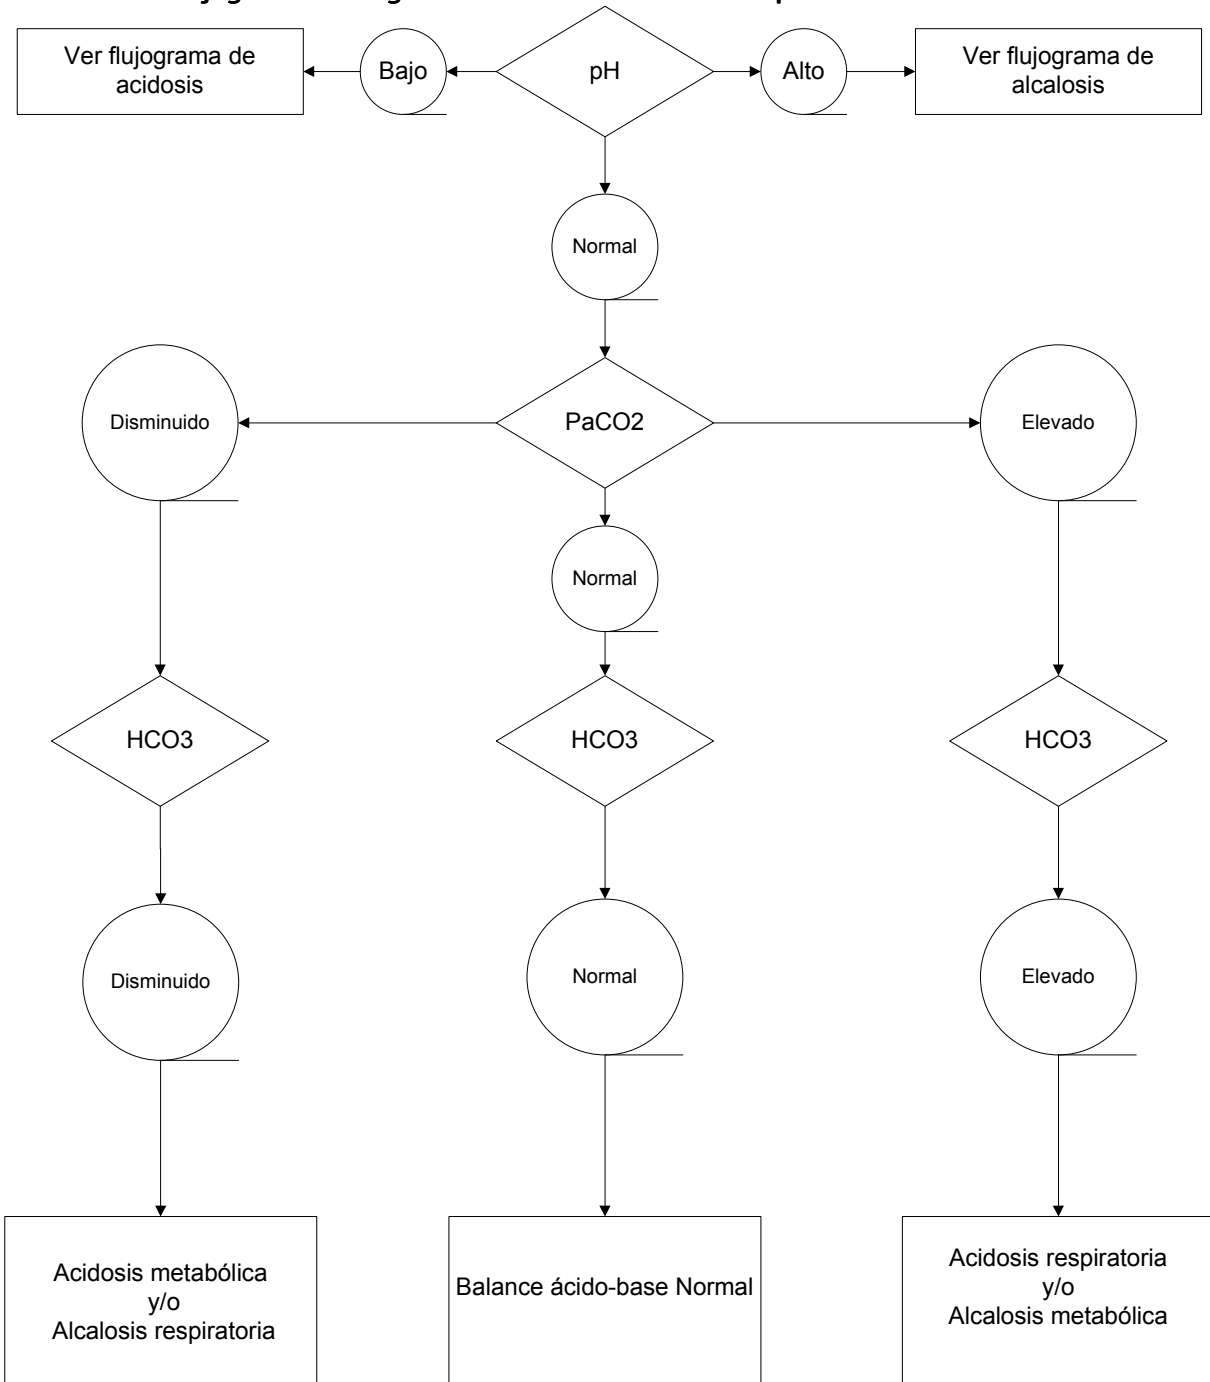 Ver flujograma de
acidosis
Bajo
pH
Alto
Ver flujograma de
alcalosis
Normal
Disminuido
PaCO2
Elevado
Normal
HCO3
HCO3
HCO3
Disminuido
Normal
Elevado
Acidosis metabólica
y/o
Alcalosis respiratoria
Balance ácido-base Normal
Acidosis respiratoria
y/o
Alcalosis metabólica